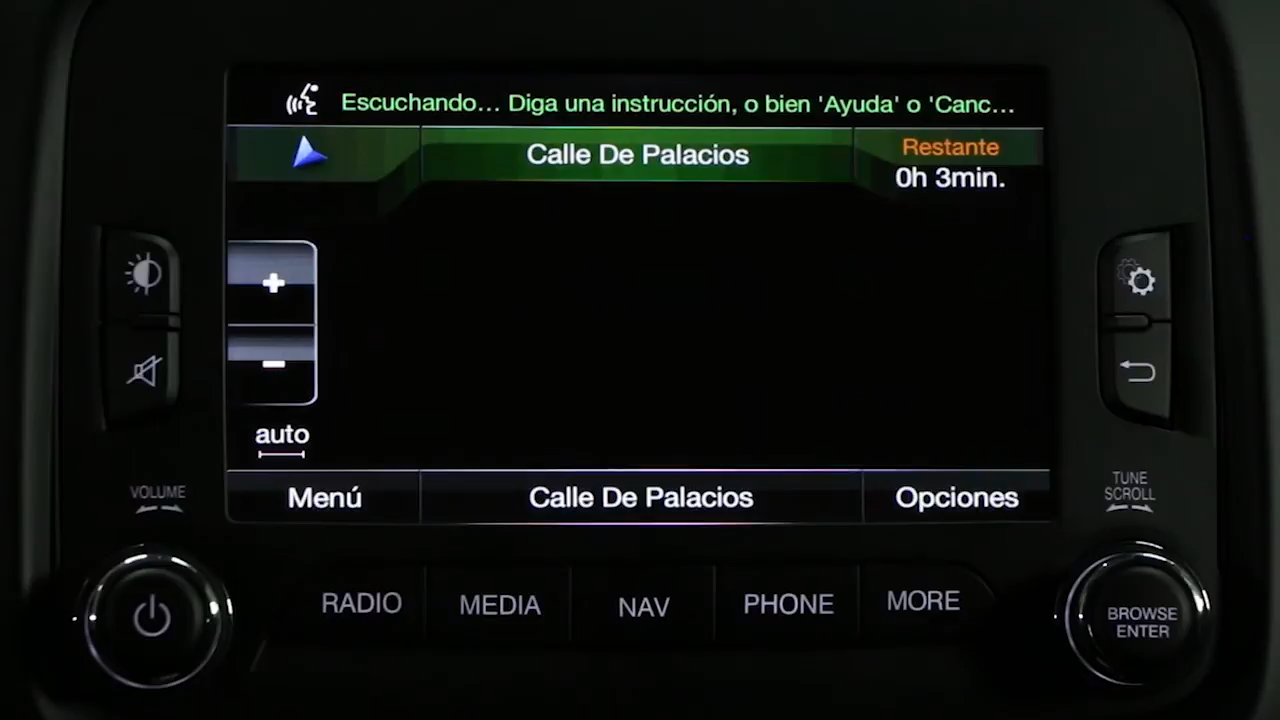 Escuchando... Diga una instrucción, o bien 'Ayuda' o 'Canc...
Calle De Palacios
Restante
0h 3min.
auto
Menú
Calle De Palacios
Opciones
VOLUME
TUNE
SCROLL
RADIO
MEDIA
NAV
PHONE
MORE
BROWSE
ENTER